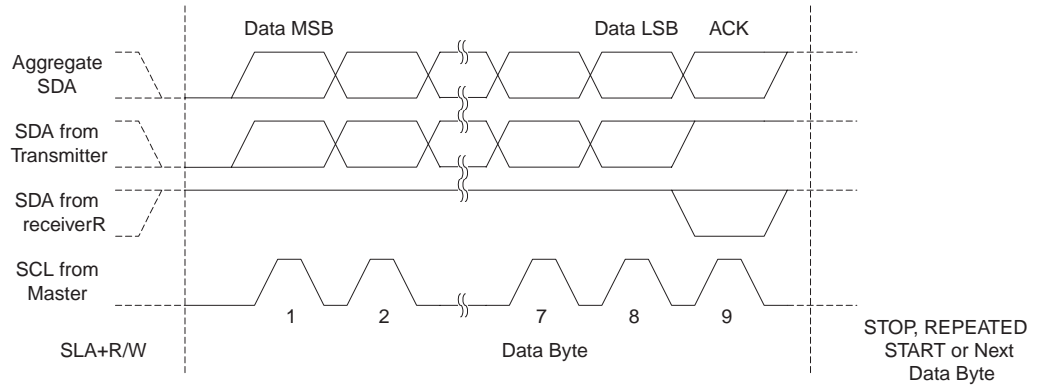 Data MSB
Data LSB
ACK
Aggregate
SDA
SDA from
Transmitter
SDA from
receiverR
SCL from
Master
1
2
7
8
9
SLA+R/W
Data Byte
STOP, REPEATED
START or Next
Data Byte